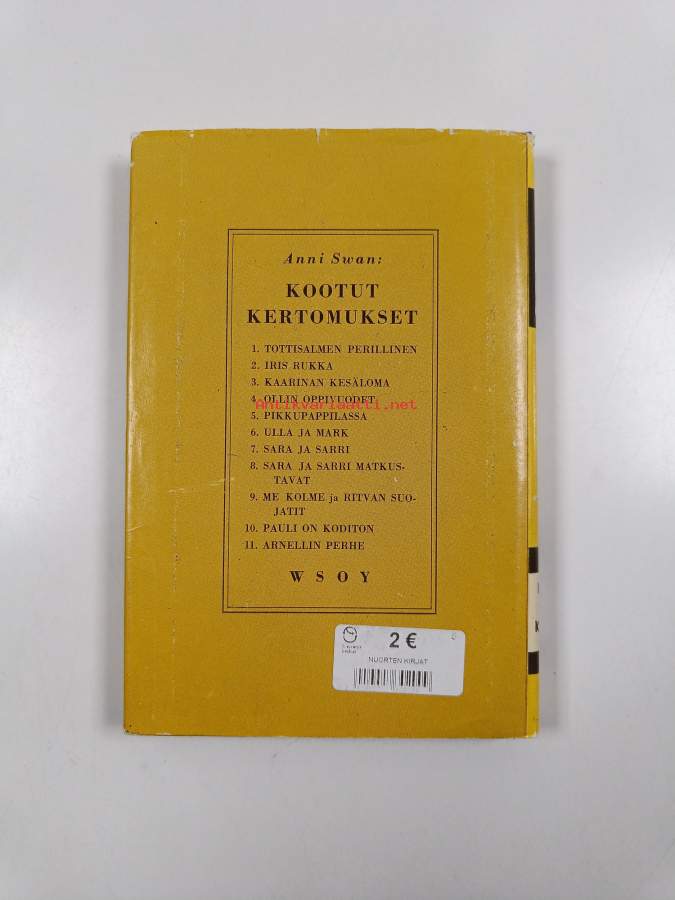 Anni Swan:
KOOTUT
KERTOMUKSET
1. TOTTISALMEN PERILLINEN
2. IRIS RUKKA
3. KAARINAN KESÄLOMA
4. OLLIN OPPIVUODET
Antikvariaatti.net
5. PIKKUPAPPILASSA
6. ULLA JA MARK
7. SARA JA SARRI
8. SARA JA SARRI MATKUS-
TAVAT
9. ME KOLME ja RITVAN SUO-
JATIT
10. PAULI ON KODITON
11. ARNELLIN PERHE
WSOY
2 €
NUORTEN KIRJAT
K